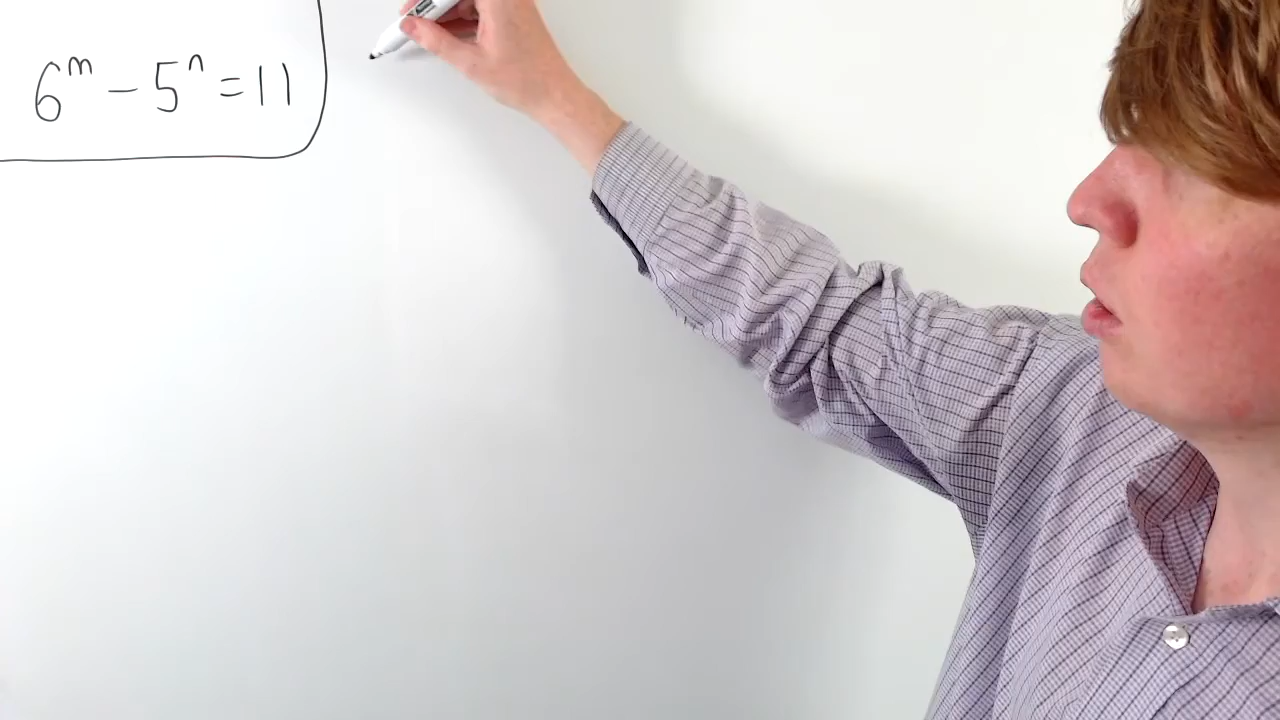 6^m - 5^n = 11